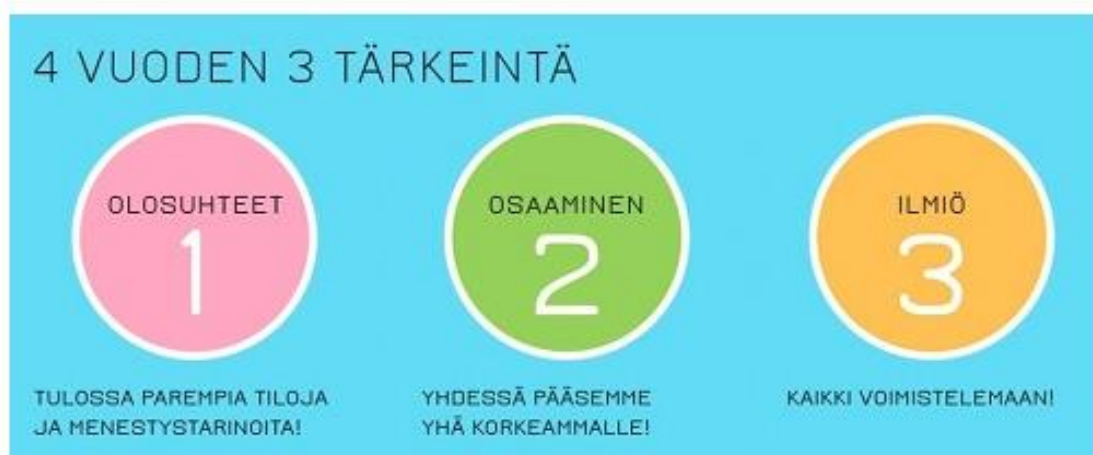 4 VUODEN 3 TÄRKEINTÄ
OLOSUHTEET
1
TULOSSA PAREMPIA TILOJA
JA MENESTYSTARINOITA!
OSAAMINEN
2
YHDESSÄ PÄÄSEMME
YHÄ KORKEAMMALLE!
ILMIÖ
3
KAIKKI VOIMISTELEMAAN!